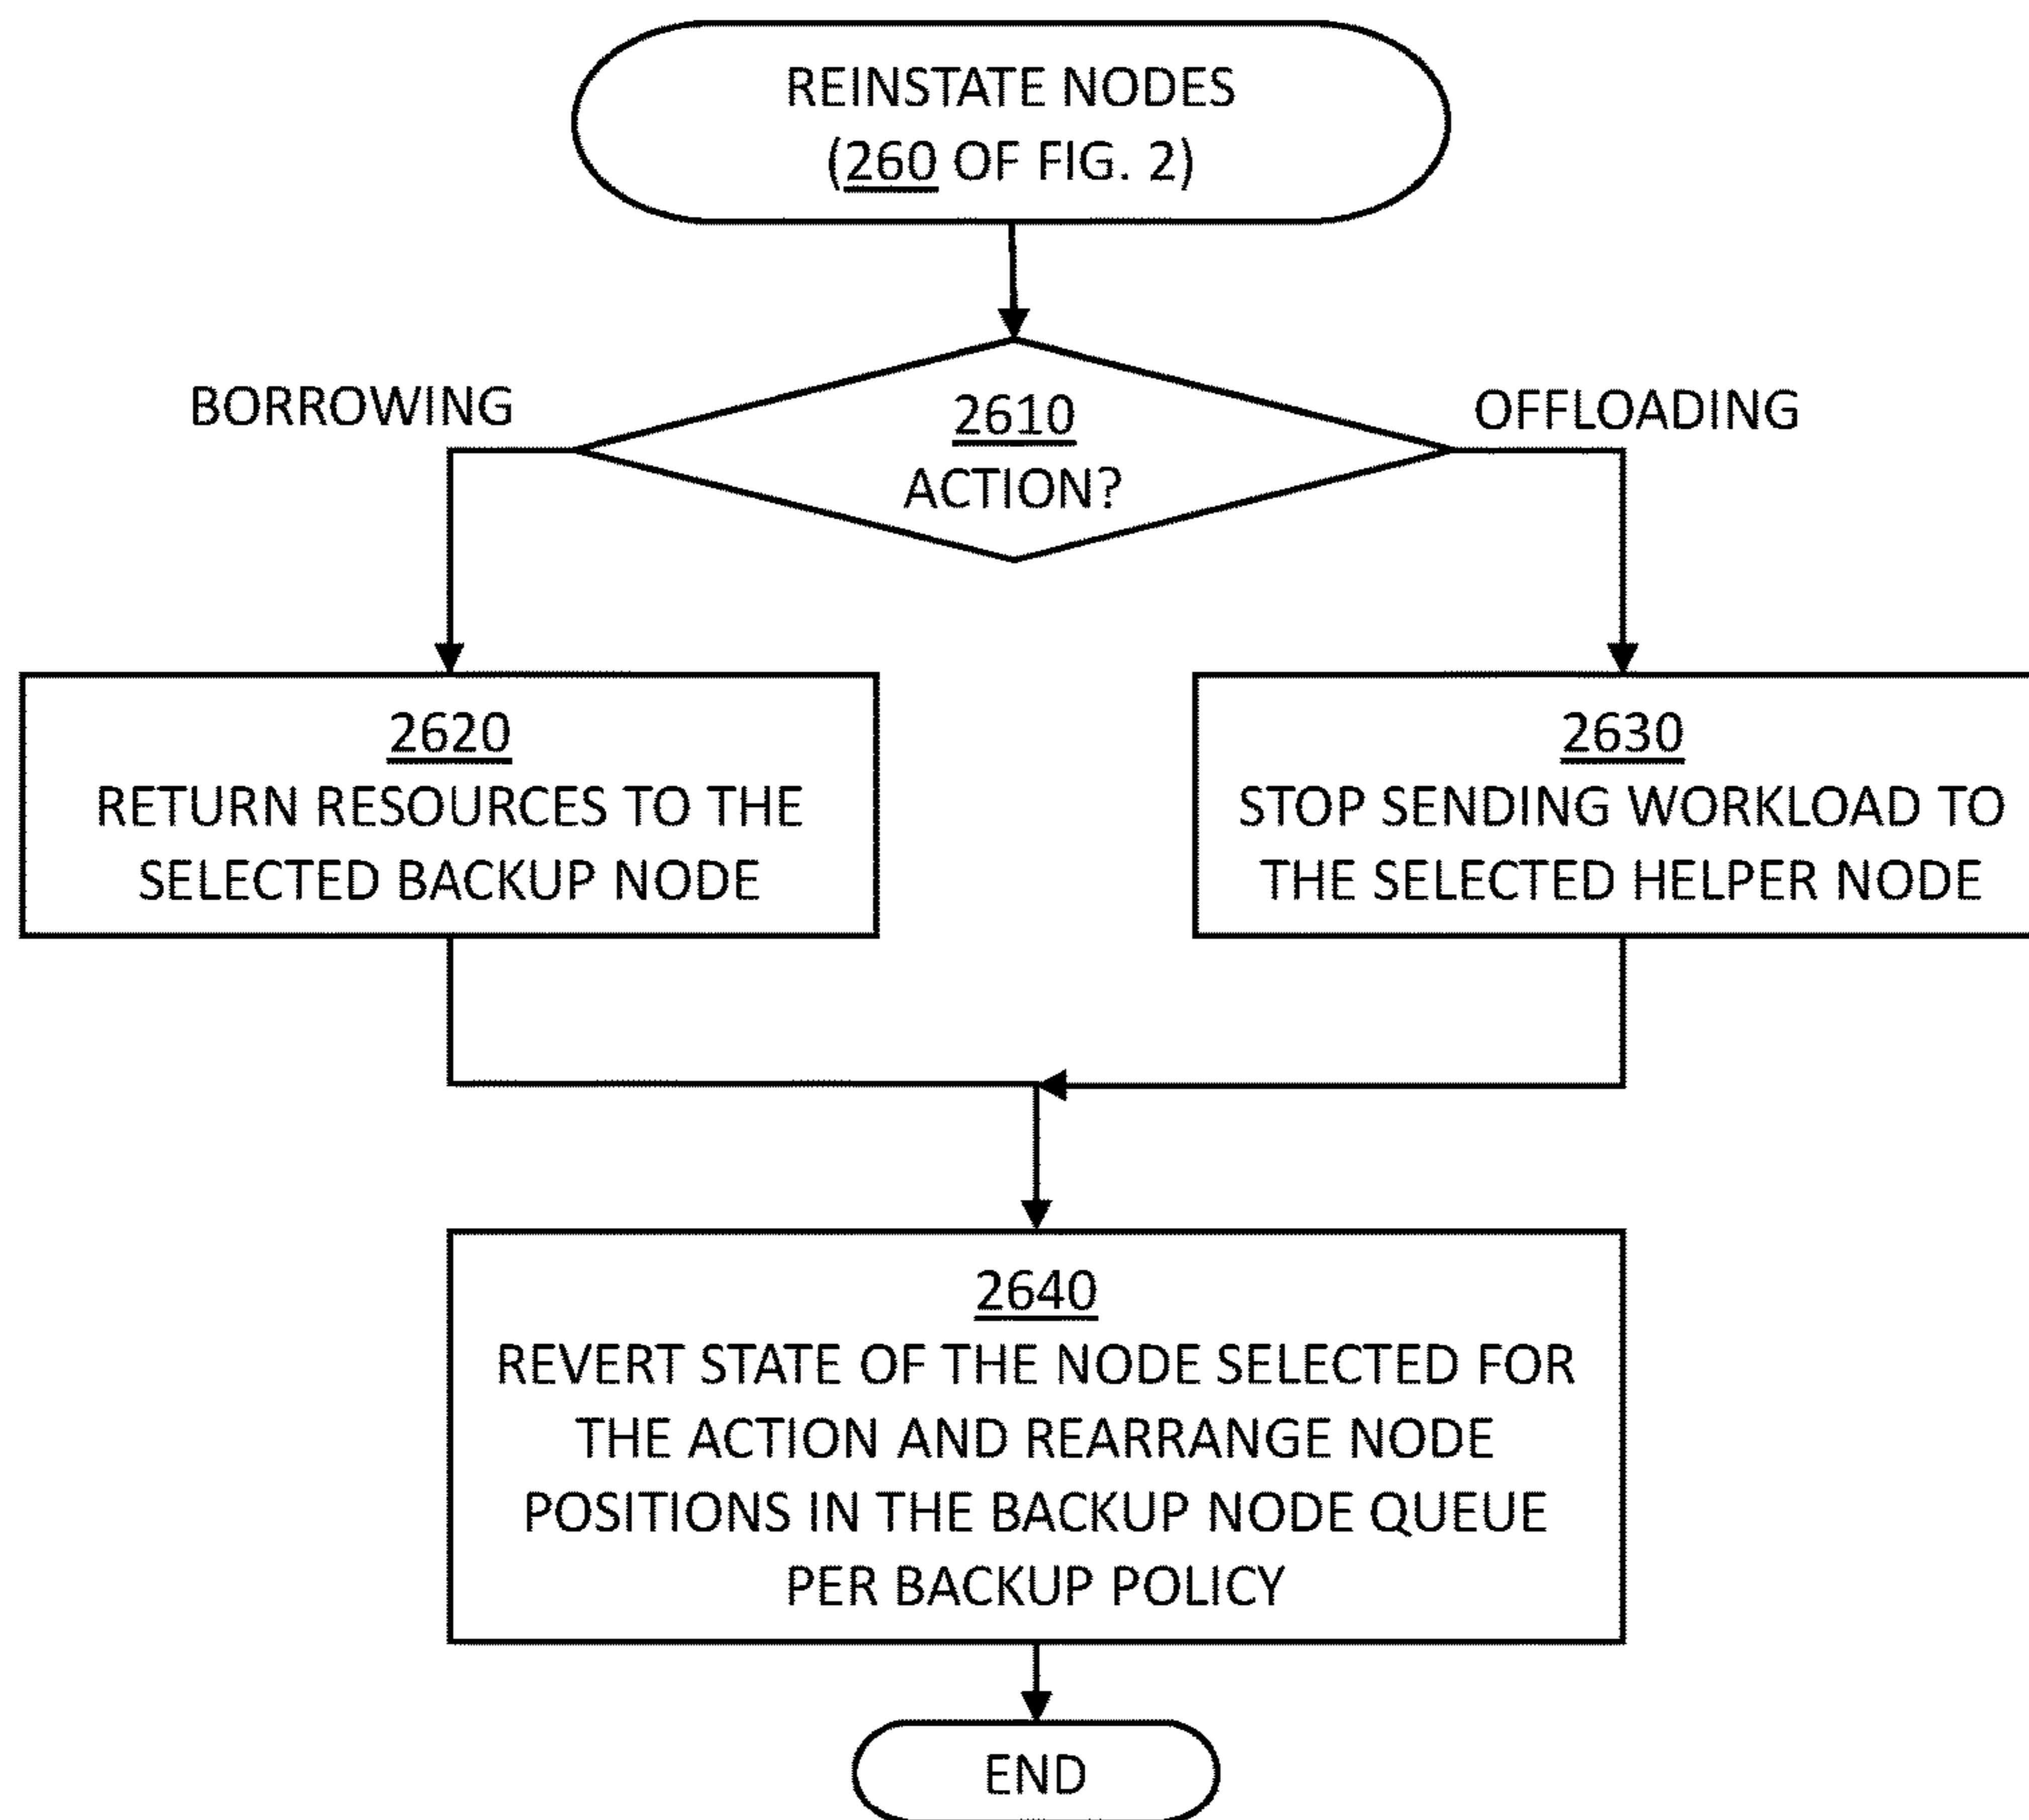 REINSTATE NODES
(260 OF FIG. 2)
BORROWING
2610
ACTION?
OFFLOADING
2620
RETURN RESOURCES TO THE
SELECTED BACKUP NODE
2630
STOP SENDING WORKLOAD TO
THE SELECTED HELPER NODE
2640
REVERT STATE OF THE NODE SELECTED FOR
THE ACTION AND REARRANGE NODE
POSITIONS IN THE BACKUP NODE QUEUE
PER BACKUP POLICY
END